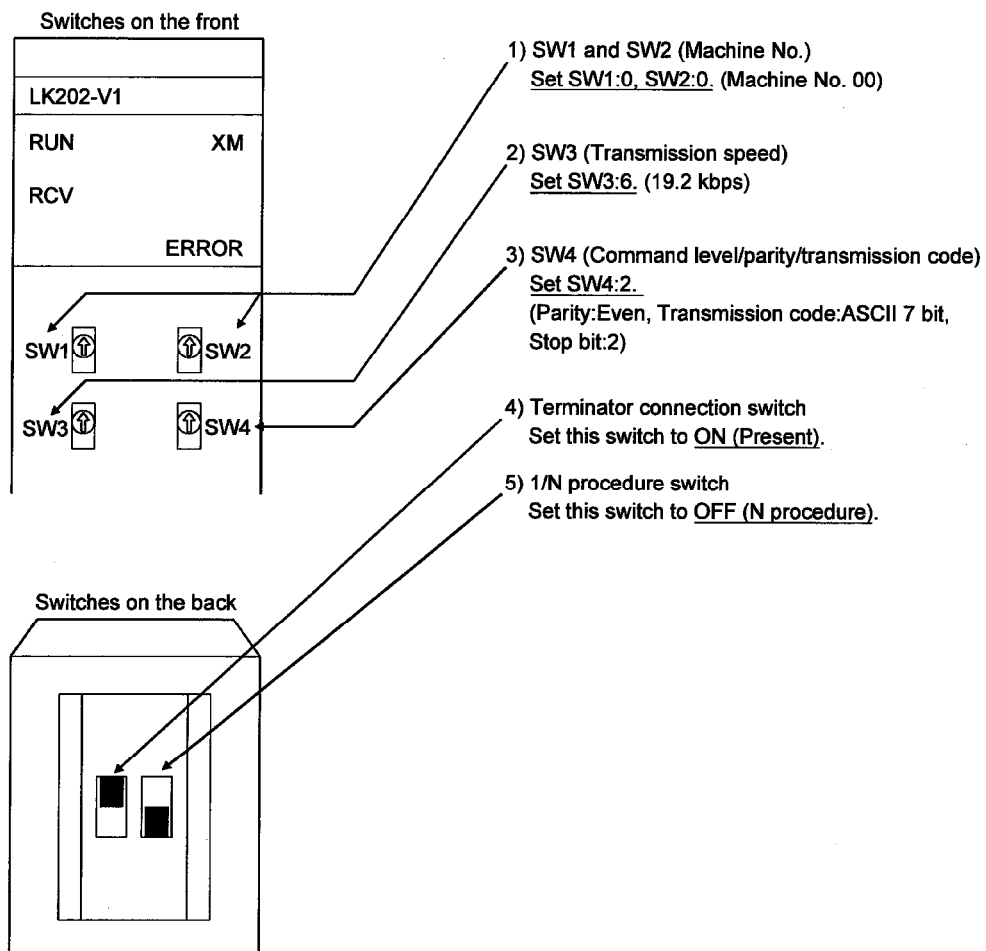 Switches on the front
LK202-V1
RUN XM
RCV
ERROR
SW1 SW2
SW3 SW4
1) SW1 and SW2 (Machine No.)
Set SW1:0, SW2:0. (Machine No. 00)
2) SW3 (Transmission speed)
Set SW3:6. (19.2 kbps)
3) SW4 (Command level/parity/transmission code)
Set SW4:2.
(Parity:Even, Transmission code:ASCII 7 bit,
Stop bit:2)
4) Terminator connection switch
Set this switch to ON (Present).
5) 1/N procedure switch
Set this switch to OFF (N procedure).
Switches on the back